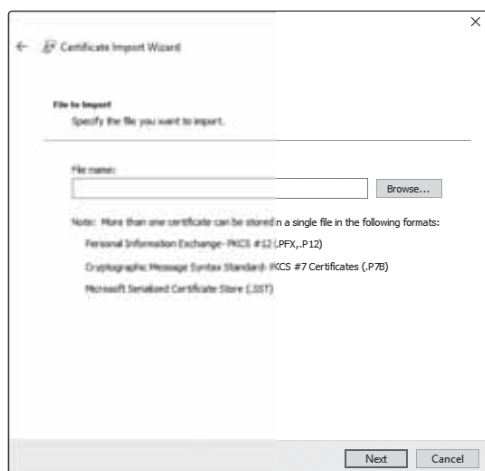 Certificate Import Wizard
File to Import
Specify the file you want to import.
File name:
Browse...
Note: More than one certificate can be stored in a single file in the following formats:
Personal Information Exchange- PKCS #12 (.PFX,.P12)
Cryptographic Message Syntax Standard- PKCS #7 Certificates (.P7B)
Microsoft Serialized Certificate Store (.SST)
Next
Cancel